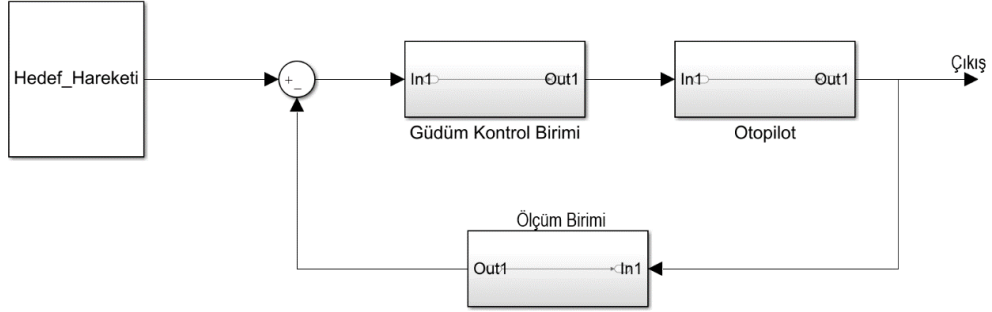 Hedef_Hareketi
+
−
In1
Out1
Güdüm Kontrol Birimi
In1
Out1
Otopilot
Çıkış
Ölçüm Birimi
Out1
In1